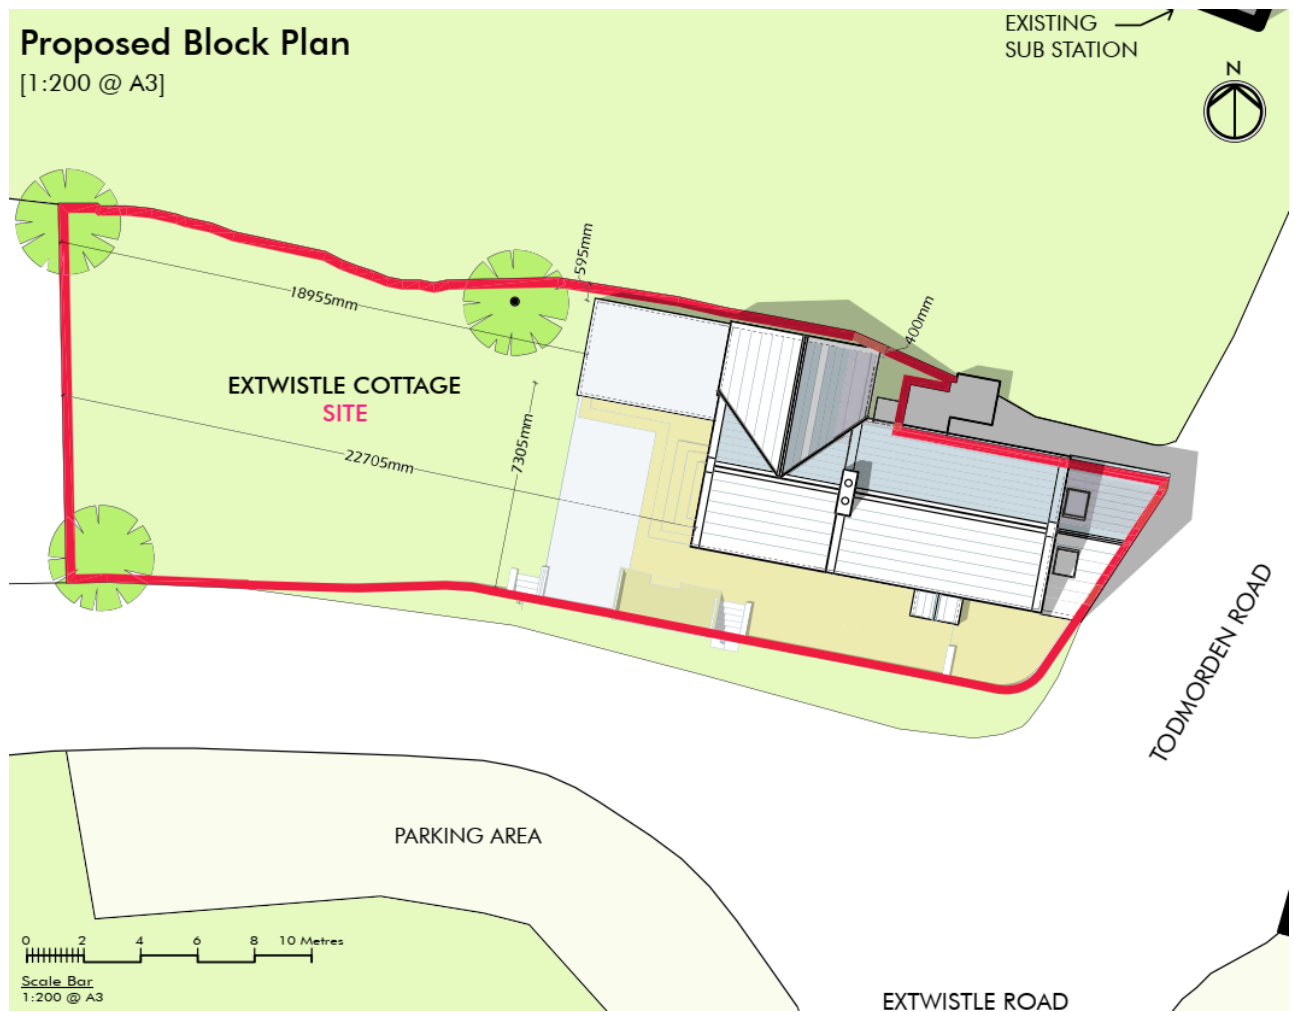 Proposed Block Plan
[1:200 @ A3]
EXISTING
SUB STATION
N
595mm
18955mm
400mm
EXTWISTLE COTTAGE
SITE
7305mm
22705mm
TODMORDEN ROAD
PARKING AREA
0 2 4 6 8 10 Metres
Scale Bar
1:200 @ A3
EXTWISTLE ROAD